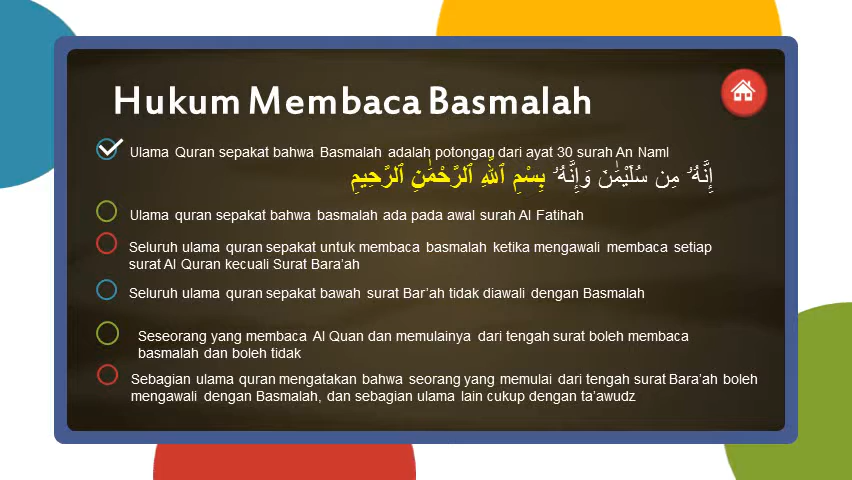 Hukum Membaca Basmalah
Ulama Quran sepakat bahwa Basmalah adalah potongan dari ayat 30 surah An Naml
إِنَّهُۥ مِن سُلَيْمَٰنَ وَإِنَّهُۥ بِسْمِ ٱللَّهِ ٱلرَّحْمَٰنِ ٱلرَّحِيمِ
Ulama quran sepakat bahwa basmalah ada pada awal surah Al Fatihah
Seluruh ulama quran sepakat untuk membaca basmalah ketika mengawali membaca setiap
surat Al Quran kecuali Surat Bara'ah
Seluruh ulama quran sepakat bawah surat Bar'ah tidak diawali dengan Basmalah
Seseorang yang membaca Al Quan dan memulainya dari tengah surat boleh membaca
basmalah dan boleh tidak
Sebagian ulama quran mengatakan bahwa seorang yang memulai dari tengah surat Bara'ah boleh
mengawali dengan Basmalah, dan sebagian ulama lain cukup dengan ta'awudz